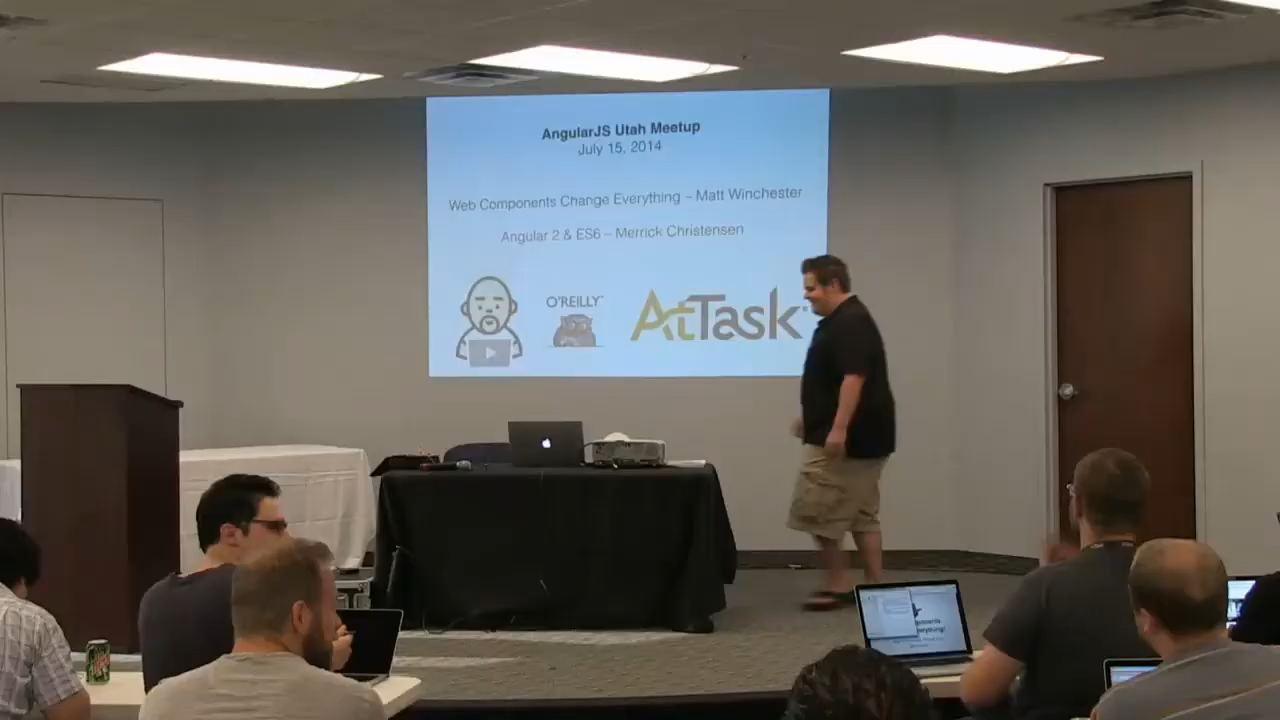 AngularJS Utah Meetup
July 15, 2014
Web Components Change Everything – Matt Winchester
Angular 2 & ES6 – Merrick Christensen
O'REILLY
AtTask